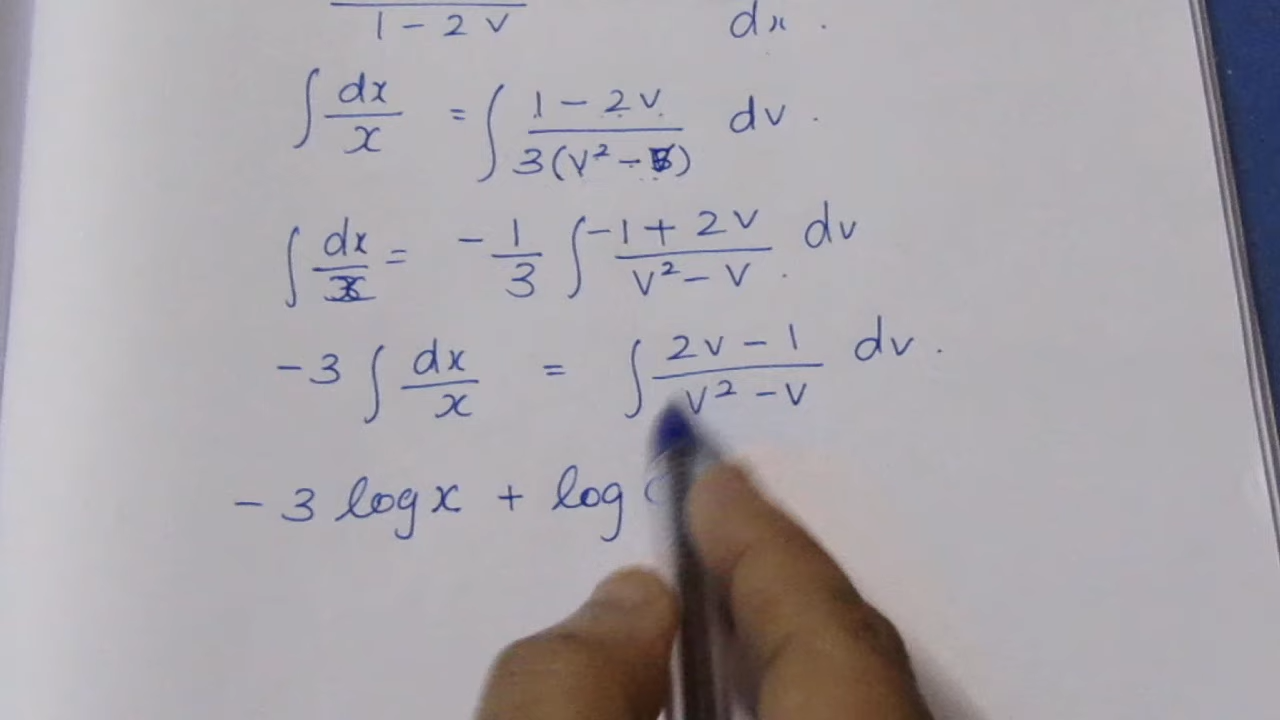 1 - 2v dx .
∫ dx/x = ∫ (1 - 2v)/(3(v² - v)) dv .
∫ dx/x = -1/3 ∫ (-1 + 2v)/(v² - v) . dv
-3 ∫ dx/x = ∫ (2v - 1)/(v² - v) dv .
-3 log x + log